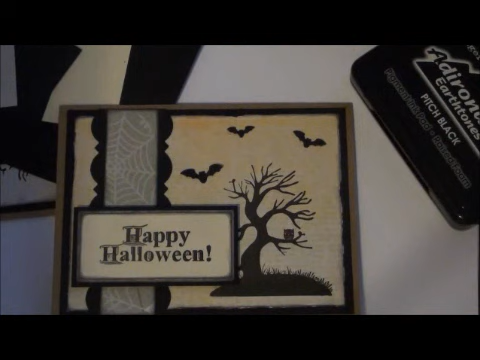 Happy
Halloween!
Adirondack
Earthtones
PITCH BLACK